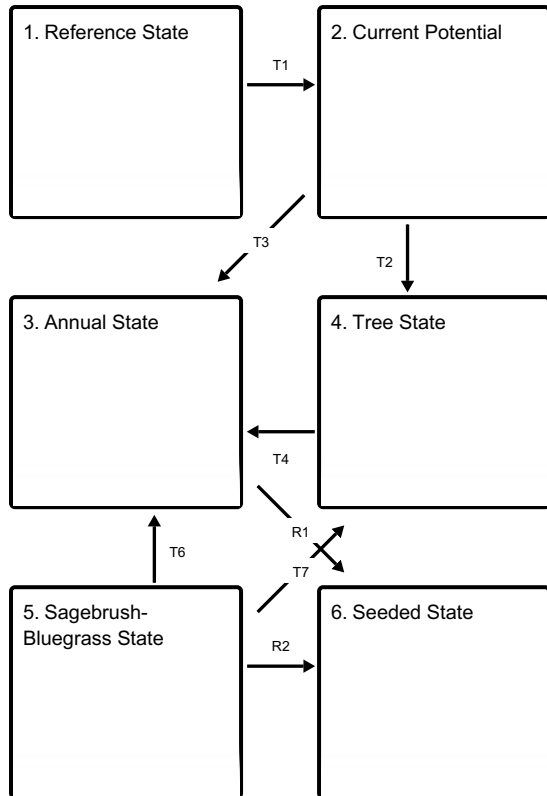 1. Reference State
T1
2. Current Potential
T3
T2
3. Annual State
4. Tree State
T4
R1
T6
T7
5. Sagebrush-
Bluegrass State
R2
6. Seeded State